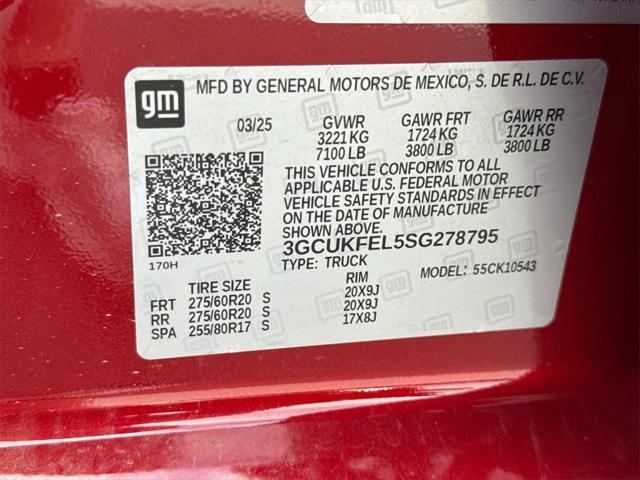 gm
MFD BY GENERAL MOTORS DE MEXICO, S. DE R.L. DE C.V.
03/25 GVWR GAWR FRT GAWR RR
3221 KG 1724 KG 1724 KG
7100 LB 3800 LB 3800 LB
THIS VEHICLE CONFORMS TO ALL
APPLICABLE U.S. FEDERAL MOTOR
VEHICLE SAFETY STANDARDS IN EFFECT
ON THE DATE OF MANUFACTURE
SHOWN ABOVE.
170H
3GCUKFEL5SG278795
TYPE: TRUCK MODEL: 55CK10543
TIRE SIZE RIM
FRT 275/60R20 S 20X9J
RR 275/60R20 S 20X9J
SPA 255/80R17 S 17X8J